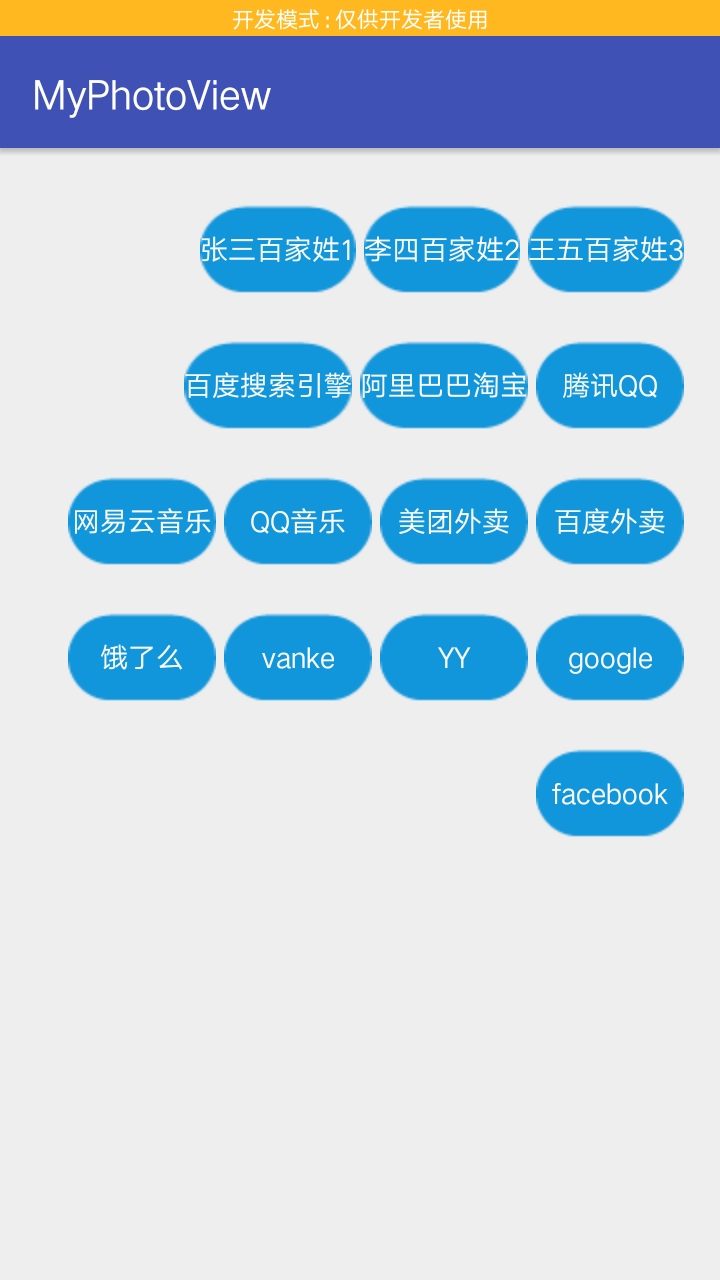 开发模式 : 仅供开发者使用
MyPhotoView
张三百家姓1 李四百家姓2 王五百家姓3
百度搜索引擎 阿里巴巴淘宝 腾讯QQ
网易云音乐 QQ音乐 美团外卖 百度外卖
饿了么 vanke YY google
facebook